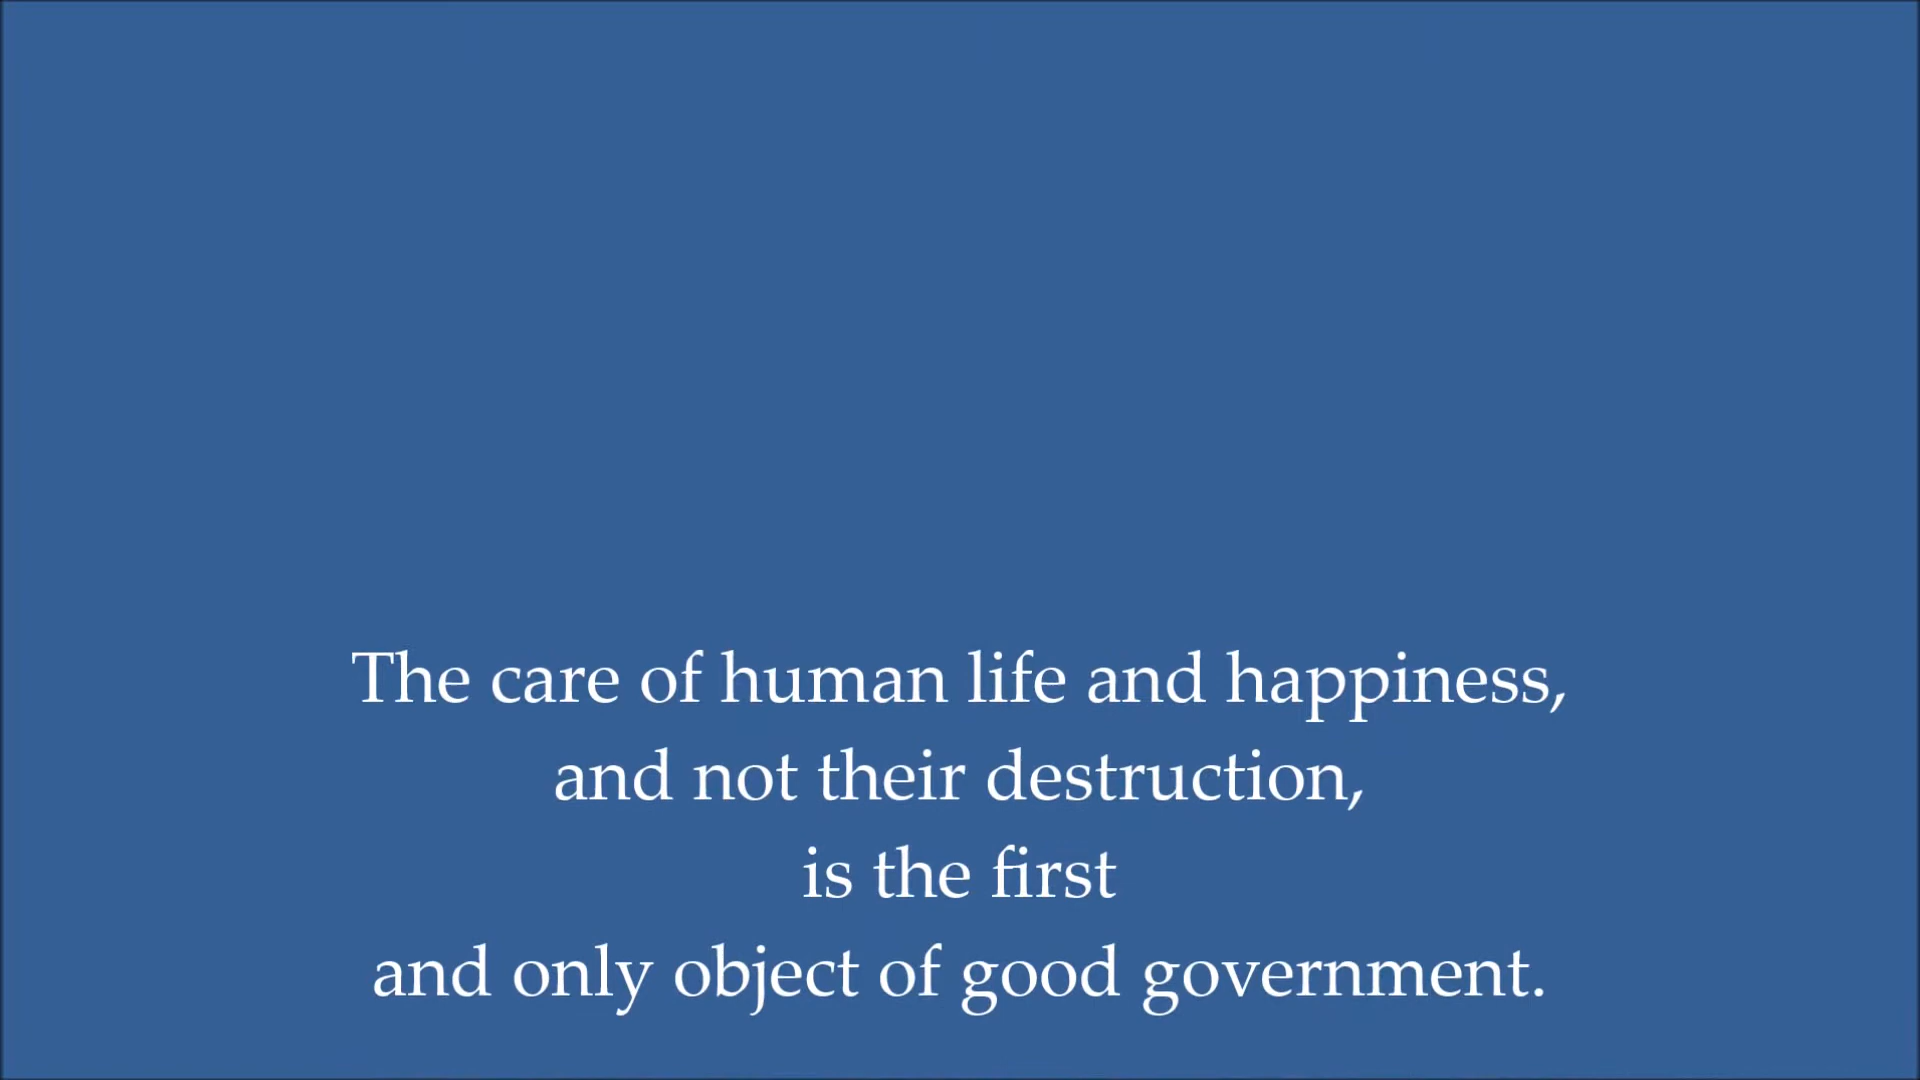 The care of human life and happiness,
and not their destruction,
is the first
and only object of good government.